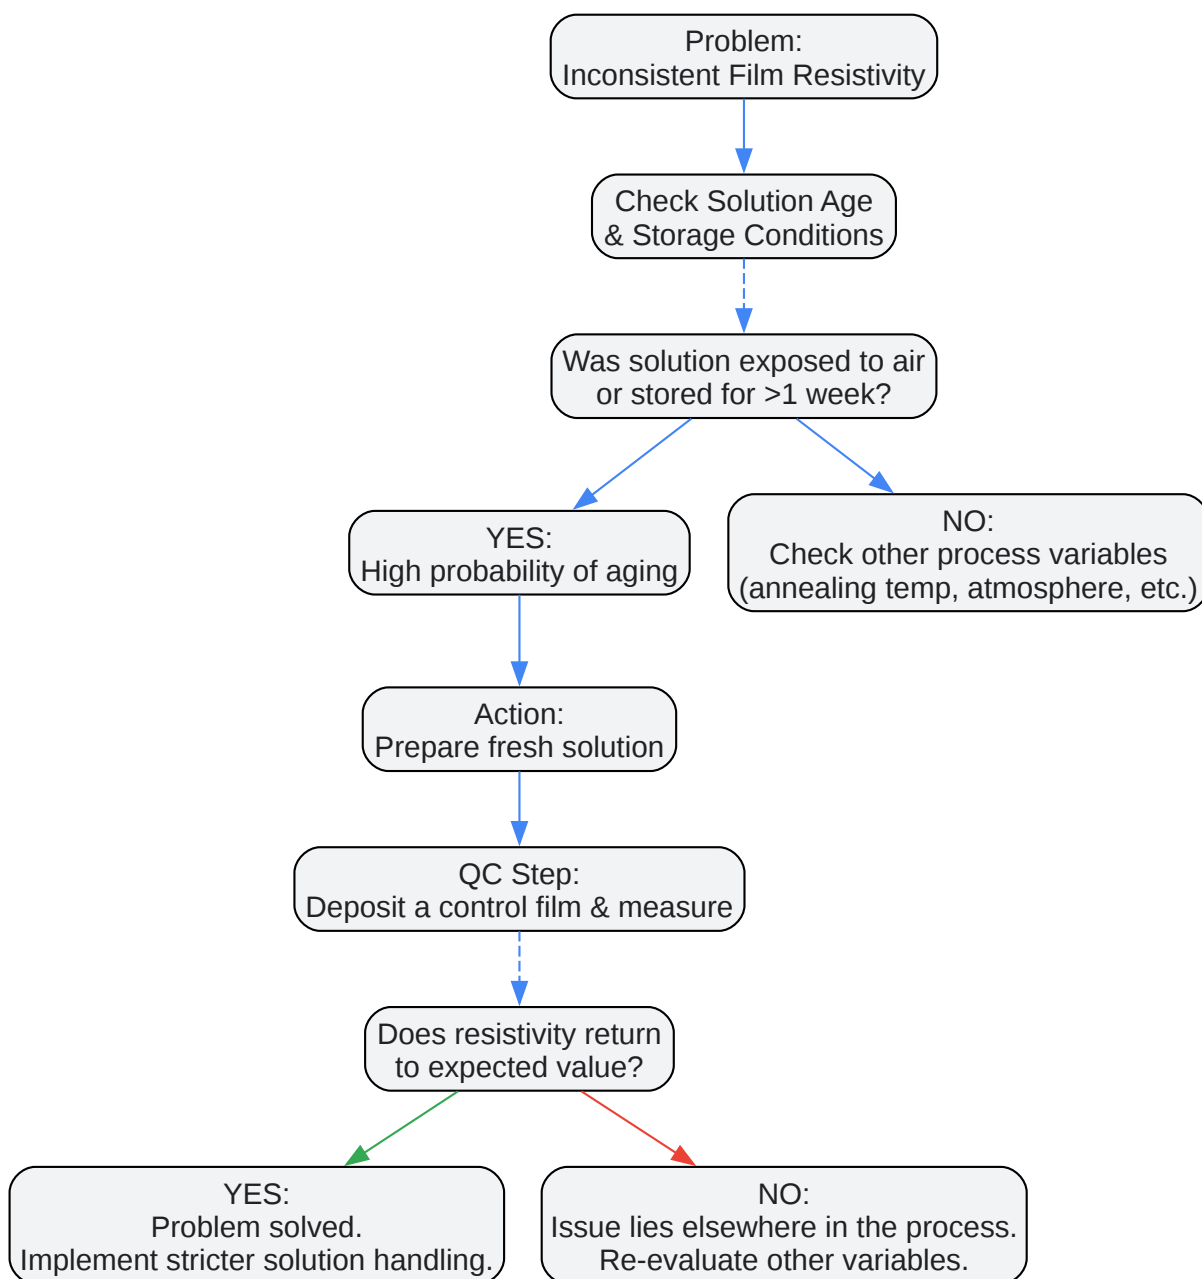 Problem:
Inconsistent Film Resistivity
Check Solution Age
& Storage Conditions
Was solution exposed to air
or stored for >1 week?
YES:
High probability of aging
NO:
Check other process variables
(annealing temp, atmosphere, etc.)
Action:
Prepare fresh solution
QC Step:
Deposit a control film & measure
Does resistivity return
to expected value?
YES:
Problem solved.
Implement stricter solution handling.
NO:
Issue lies elsewhere in the process.
Re-evaluate other variables.